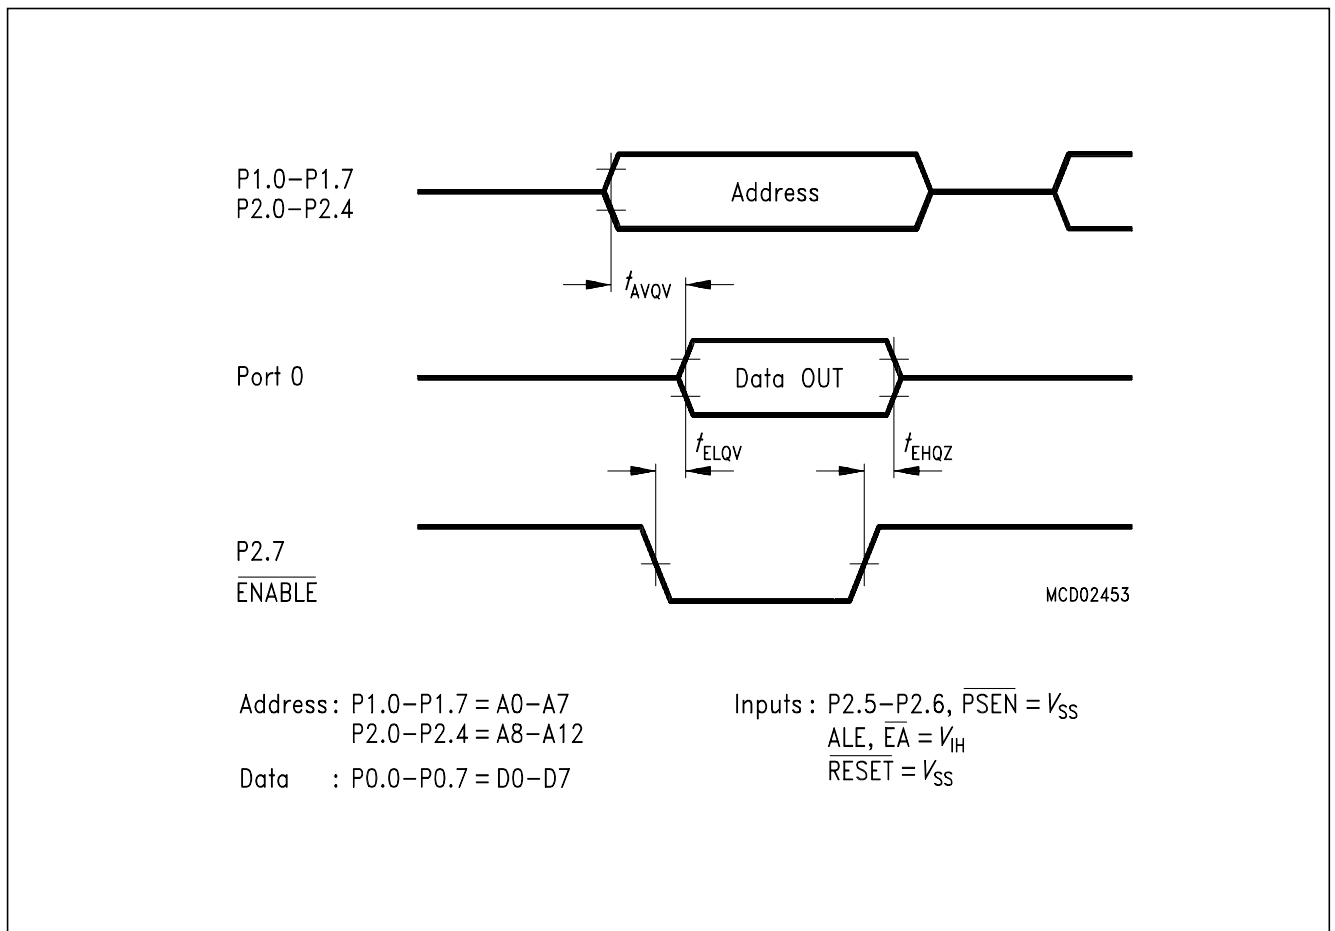 P1.0–P1.7
P2.0–P2.4
Address
tAVQV
Port 0
Data OUT
tELQV
tEHQZ
P2.7
ENABLE
MCD02453
Address: P1.0–P1.7 = A0–A7
P2.0–P2.4 = A8–A12
Data : P0.0–P0.7 = D0–D7
Inputs : P2.5–P2.6, PSEN = VSS
ALE, EA = VIH
RESET = VSS